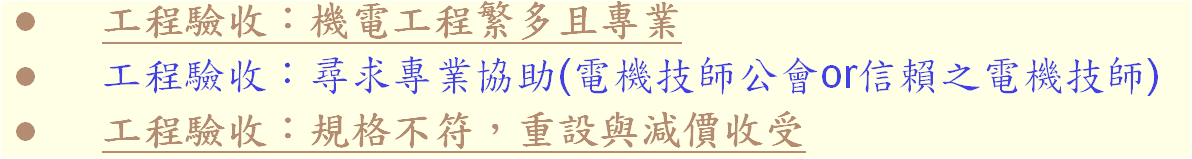 ● 工程驗收：機電工程繁多且專業
● 工程驗收：尋求專業協助(電機技師公會or信賴之電機技師)
● 工程驗收：規格不符，重設與減價收受